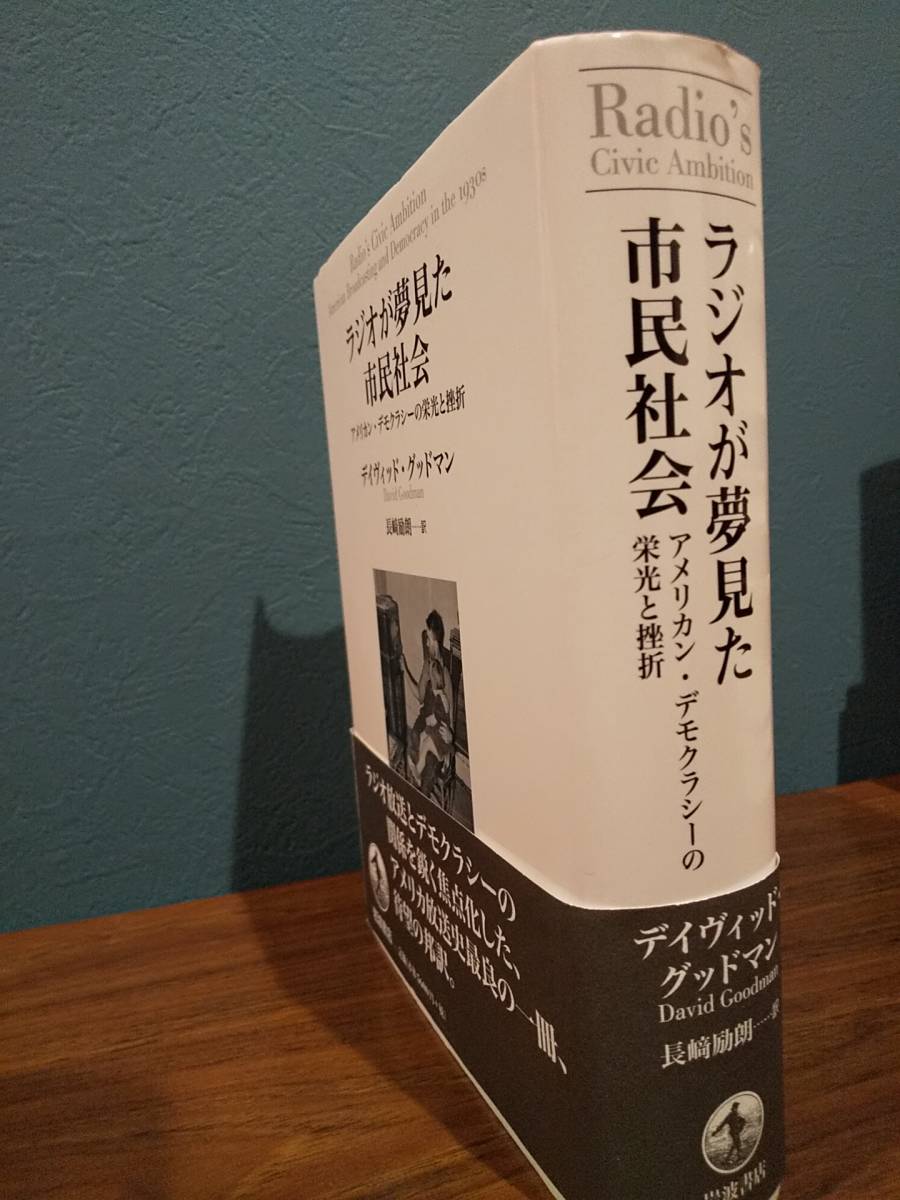 Radio's Civic Ambition
American Broadcasting and Democracy in the 1930s
ラジオが夢見た
市民社会
アメリカン・デモクラシーの栄光と挫折
デイヴィッド・グッドマン
David Goodman
長﨑励朗―訳
ラジオ放送とデモクラシーの
関係を鋭く焦点化した、
アメリカ放送史最良の一冊、
待望の邦訳。
Radio's
Civic Ambition
ラジオが夢見た
市民社会
アメリカン・デモクラシーの
栄光と挫折
デイヴィッド・
グッドマン
David Goodman
長﨑励朗……訳
岩波書店